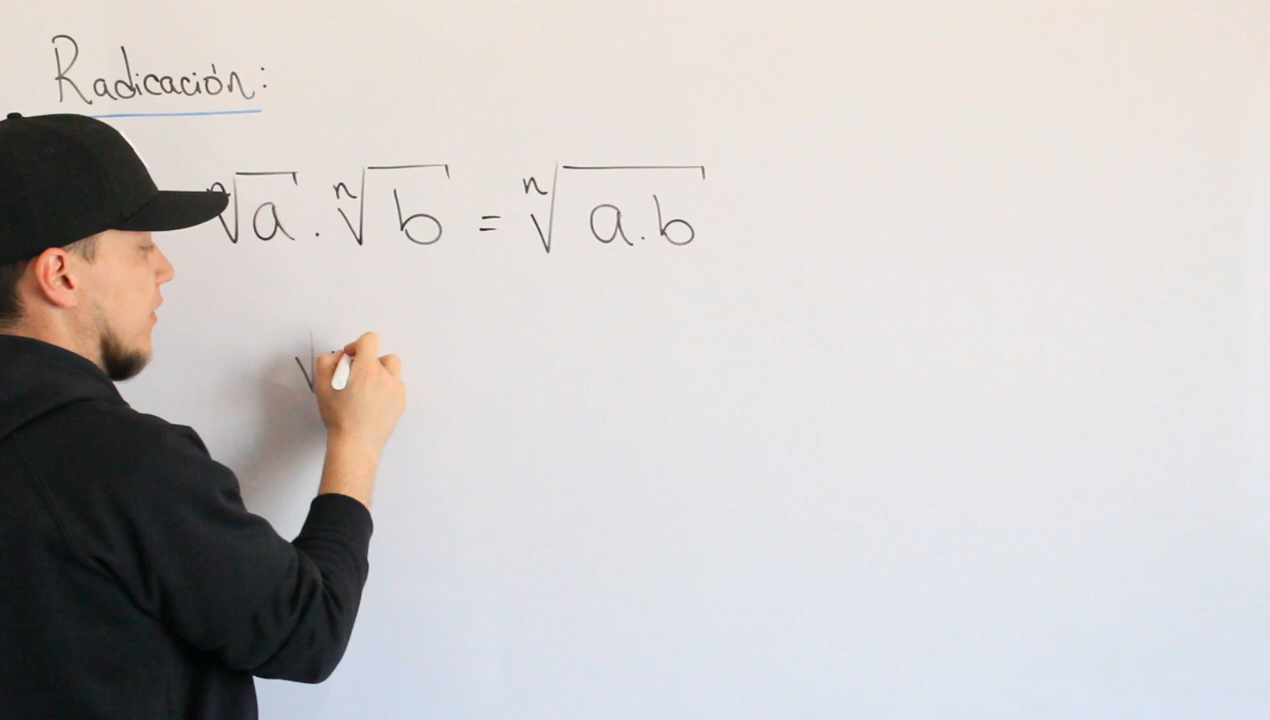 Radicación:
ⁿ√a . ⁿ√b = ⁿ√a.b
√